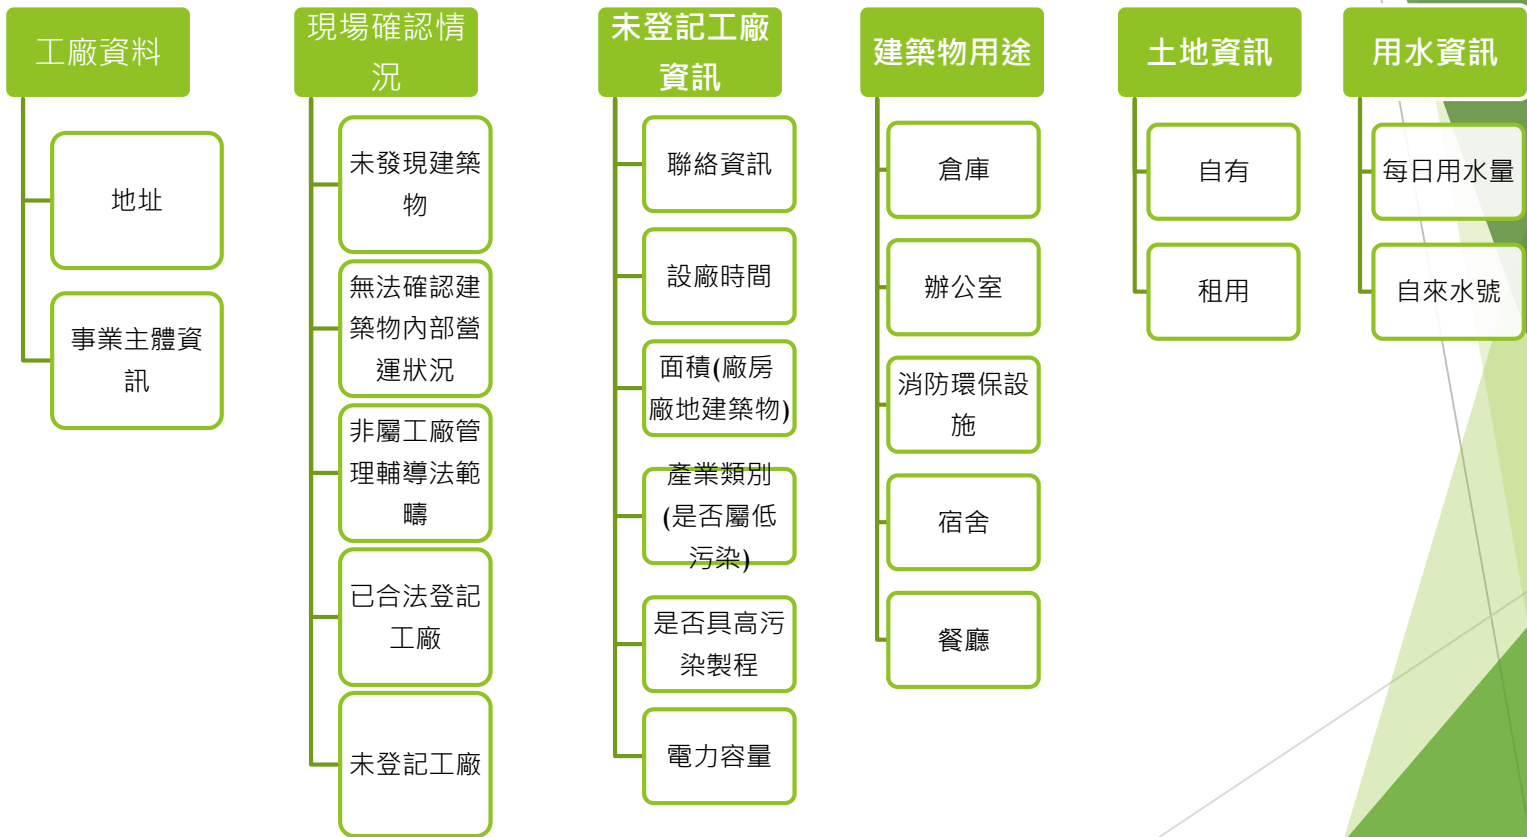 工廠資料
地址
事業主體資
訊
現場確認情
況
未發現建築
物
無法確認建
築物內部營
運狀況
非屬工廠管
理輔導法範
疇
已合法登記
工廠
未登記工廠
未登記工廠
資訊
聯絡資訊
設廠時間
面積(廠房
廠地建築物)
產業類別
(是否屬低
污染)
是否具高污
染製程
電力容量
建築物用途
倉庫
辦公室
消防環保設
施
宿舍
餐廳
土地資訊
自有
租用
用水資訊
每日用水量
自來水號